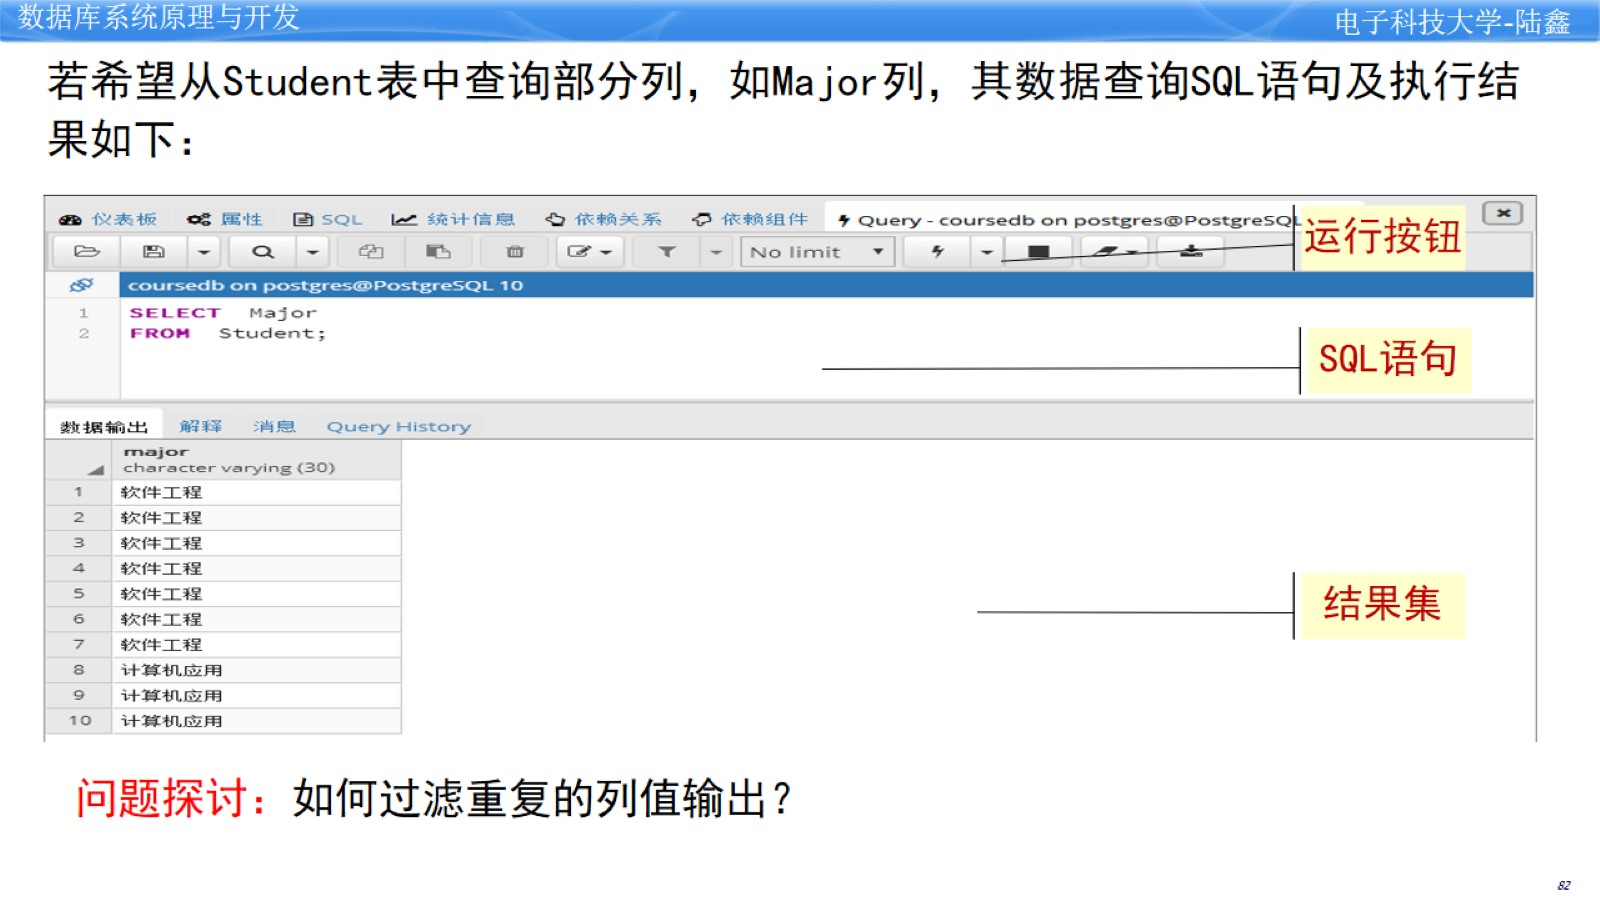 数据库系统原理与开发
电子科技大学-陆鑫
若希望从Student表中查询部分列，如Major列，其数据查询SQL语句及执行结
果如下：
仪表板 属性 SQL 统计信息 依赖关系 依赖组件 Query - coursedb on postgres@PostgreSQL
运行按钮
No limit
coursedb on postgres@PostgreSQL 10
1 SELECT Major
2 FROM Student;
SQL语句
数据输出 解释 消息 Query History
major
character varying (30)
1 软件工程
2 软件工程
3 软件工程
4 软件工程
5 软件工程
6 软件工程
7 软件工程
8 计算机应用
9 计算机应用
10 计算机应用
结果集
问题探讨：如何过滤重复的列值输出？
82